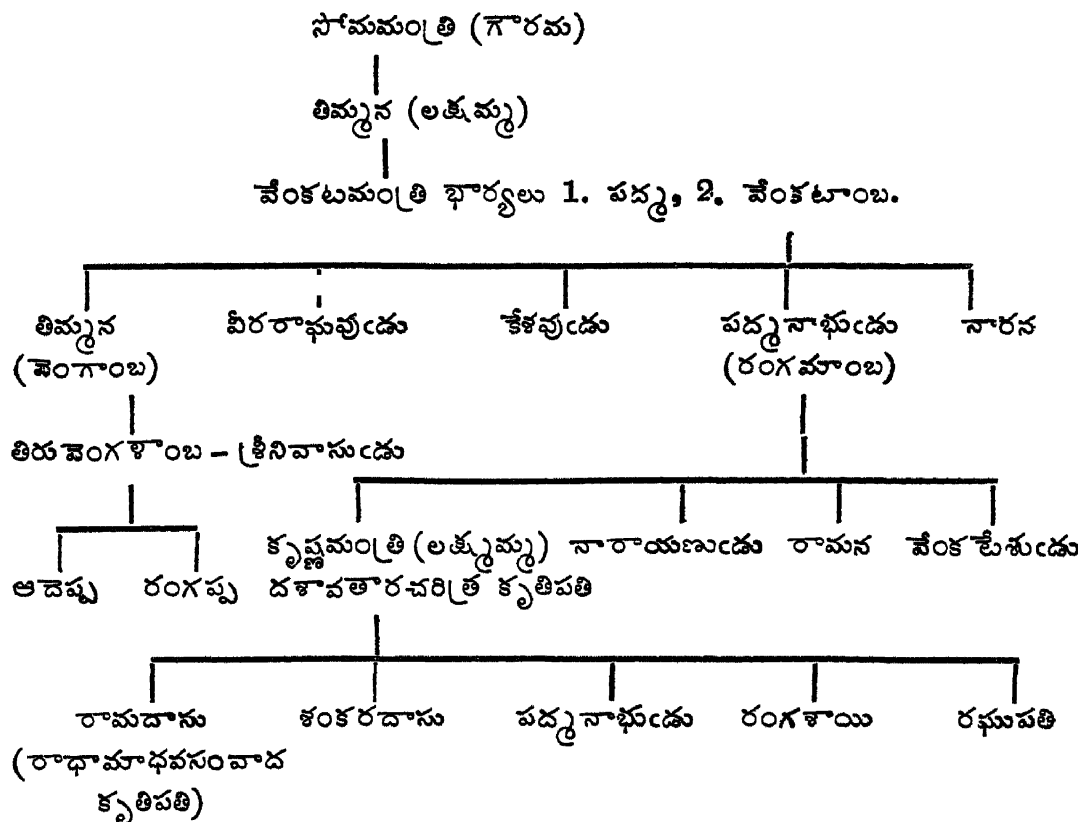 సోమమంత్రి (గౌరమ)
తిమ్మన (లక్షమ్మ)
వేంకటమంత్రి భార్యలు 1. పద్మ, 2. వేంకటాంబ.
తిమ్మన వీరరాఘవుఁడు కేళవుఁడు పద్మనాభుఁడు నారన
(వెంగాంబ) (రంగమాంబ)
తిరువెంగళాంబ – శ్రీనివాసుఁడు
కృష్ణమంత్రి (లక్ష్మమ్మ) నారాయణుఁడు రామన వేంకటేశుఁడు
ఆదెప్ప రంగప్ప దశావతారచరిత్ర కృతిపతి
రామదాసు శంకరదాసు పద్మనాభుఁడు రంగశాయి రఘుపతి
(రాధామాధవసంవాద
కృతిపతి)